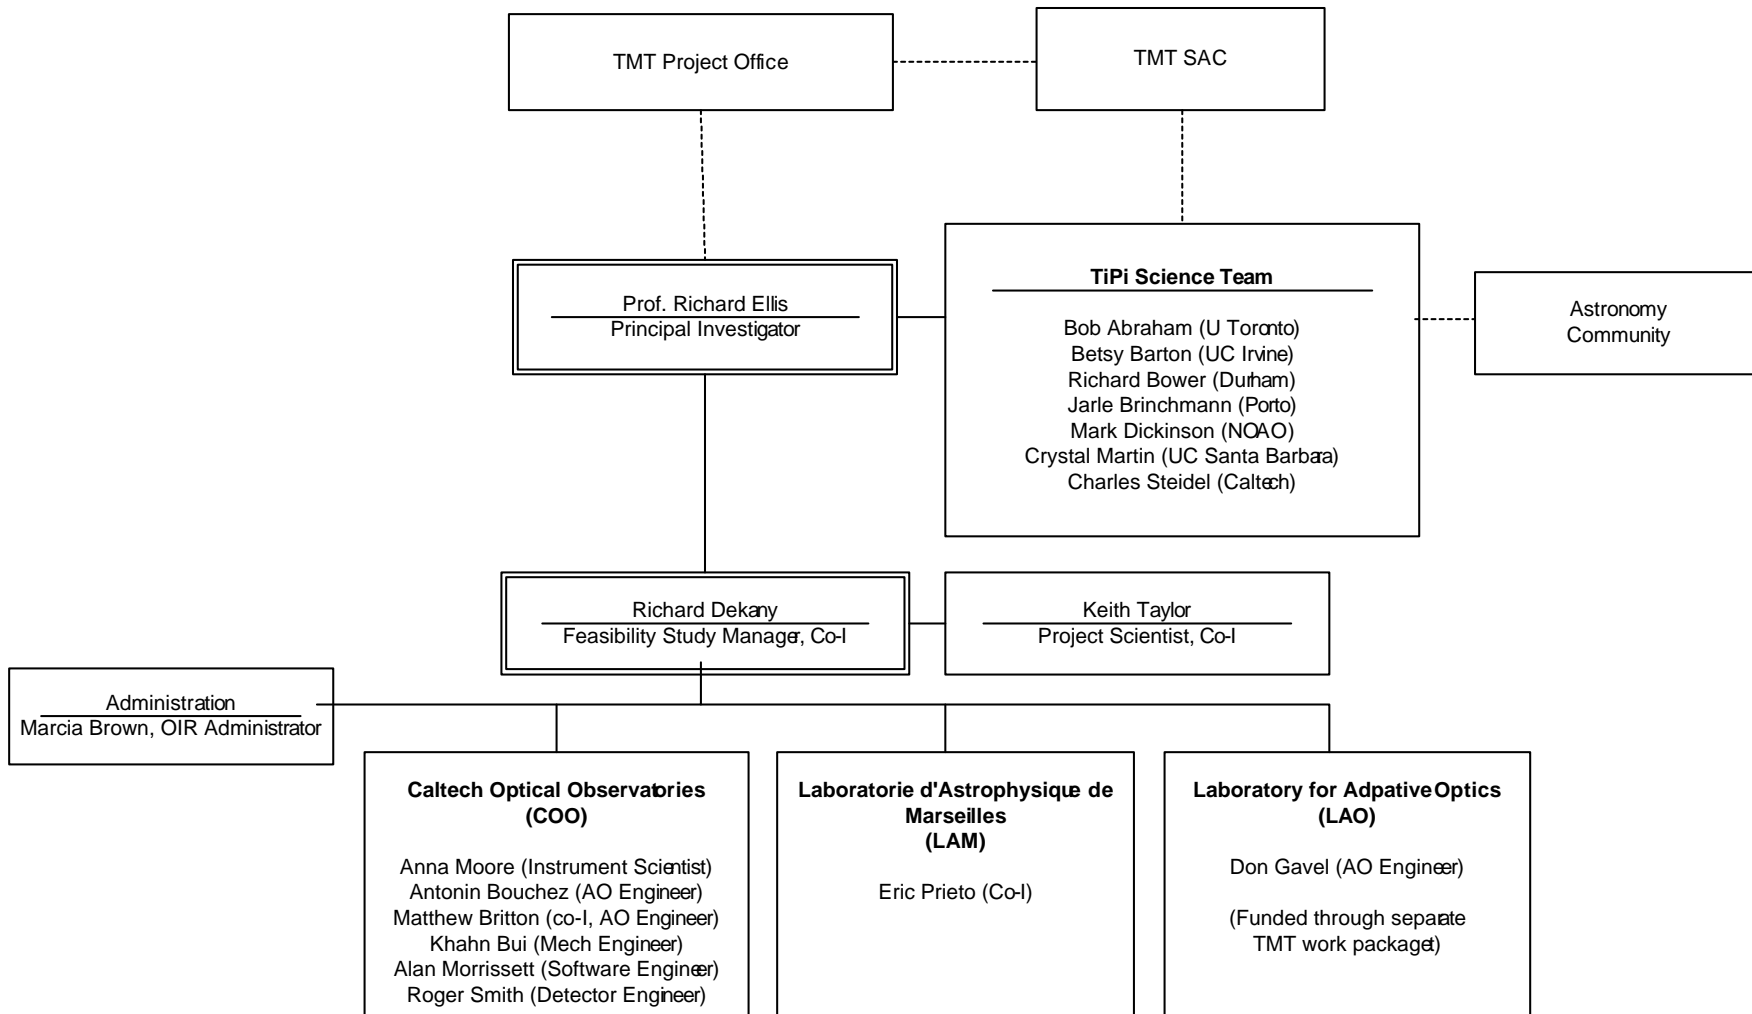 TMT Project Office
TMT SAC
Prof. Richard Ellis
Principal Investigator
TiPi Science Team
Bob Abraham (U Toronto)
Betsy Barton (UC Irvine)
Richard Bower (Durham)
Jarle Brinchmann (Porto)
Mark Dickinson (NOAO)
Crystal Martin (UC Santa Barbara)
Charles Steidel (Caltech)
Astronomy
Community
Richard Dekany
Feasibility Study Manager, Co-I
Keith Taylor
Project Scientist, Co-I
Administration
Marcia Brown, OIR Administrator
Caltech Optical Observatories
(COO)
Anna Moore (Instrument Scientist)
Antonin Bouchez (AO Engineer)
Matthew Britton (co-I, AO Engineer)
Khahn Bui (Mech Engineer)
Alan Morrissett (Software Engineer)
Roger Smith (Detector Engineer)
Laboratorie d'Astrophysique de
Marseilles
(LAM)
Eric Prieto (Co-I)
Laboratory for Adpative Optics
(LAO)
Don Gavel (AO Engineer)
(Funded through separate
TMT work packaget)